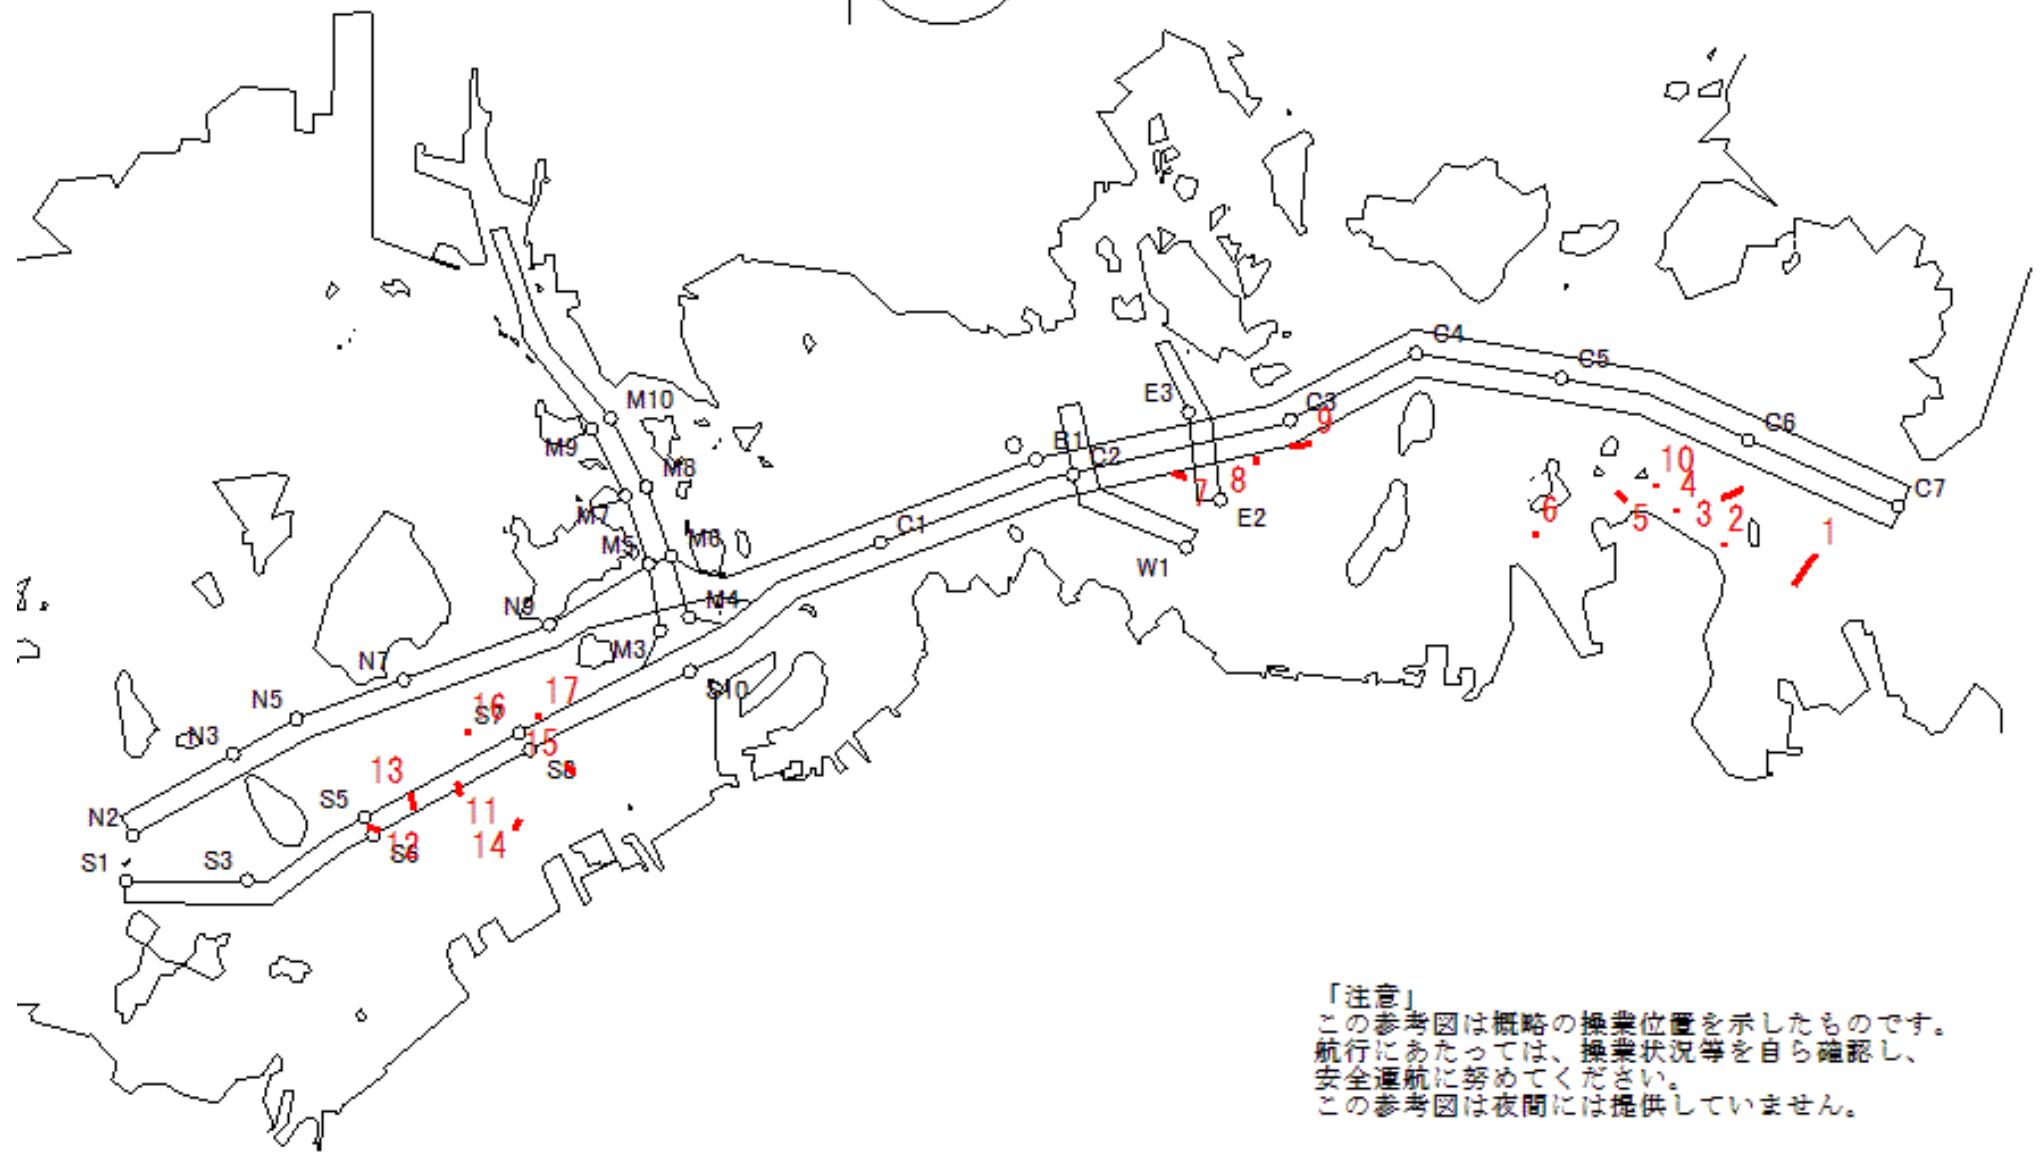 C4
C5
M10
E3
C3
C6
9
M9
B1
M8
C2
10
7
8
4
C7
M7
E2
6
5
3
2
C1
1
M5
M6
W1
N9
M4
M3
N7
S10
N5
16
17
S7
N3
15
13
S8
S5
N2
11
12
14
S6
S1
S3
「注意」
この参考図は概略の操業位置を示したものです。
航行にあたっては、操業状況等を自ら確認し、
安全運航に努めてください。
この参考図は夜間には提供していません。